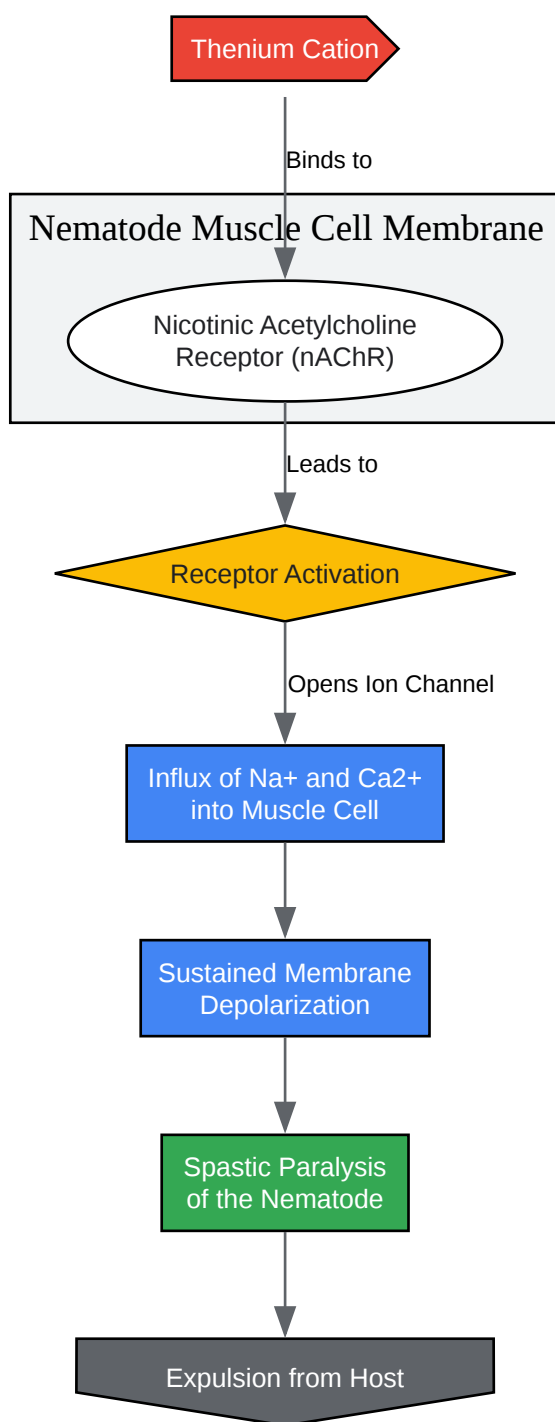 Thenium Cation
Binds to
Nematode Muscle Cell Membrane
Nicotinic Acetylcholine
Receptor (nAChR)
Leads to
Receptor Activation
Opens Ion Channel
Influx of Na+ and Ca2+
into Muscle Cell
Sustained Membrane
Depolarization
Spastic Paralysis
of the Nematode
Expulsion from Host